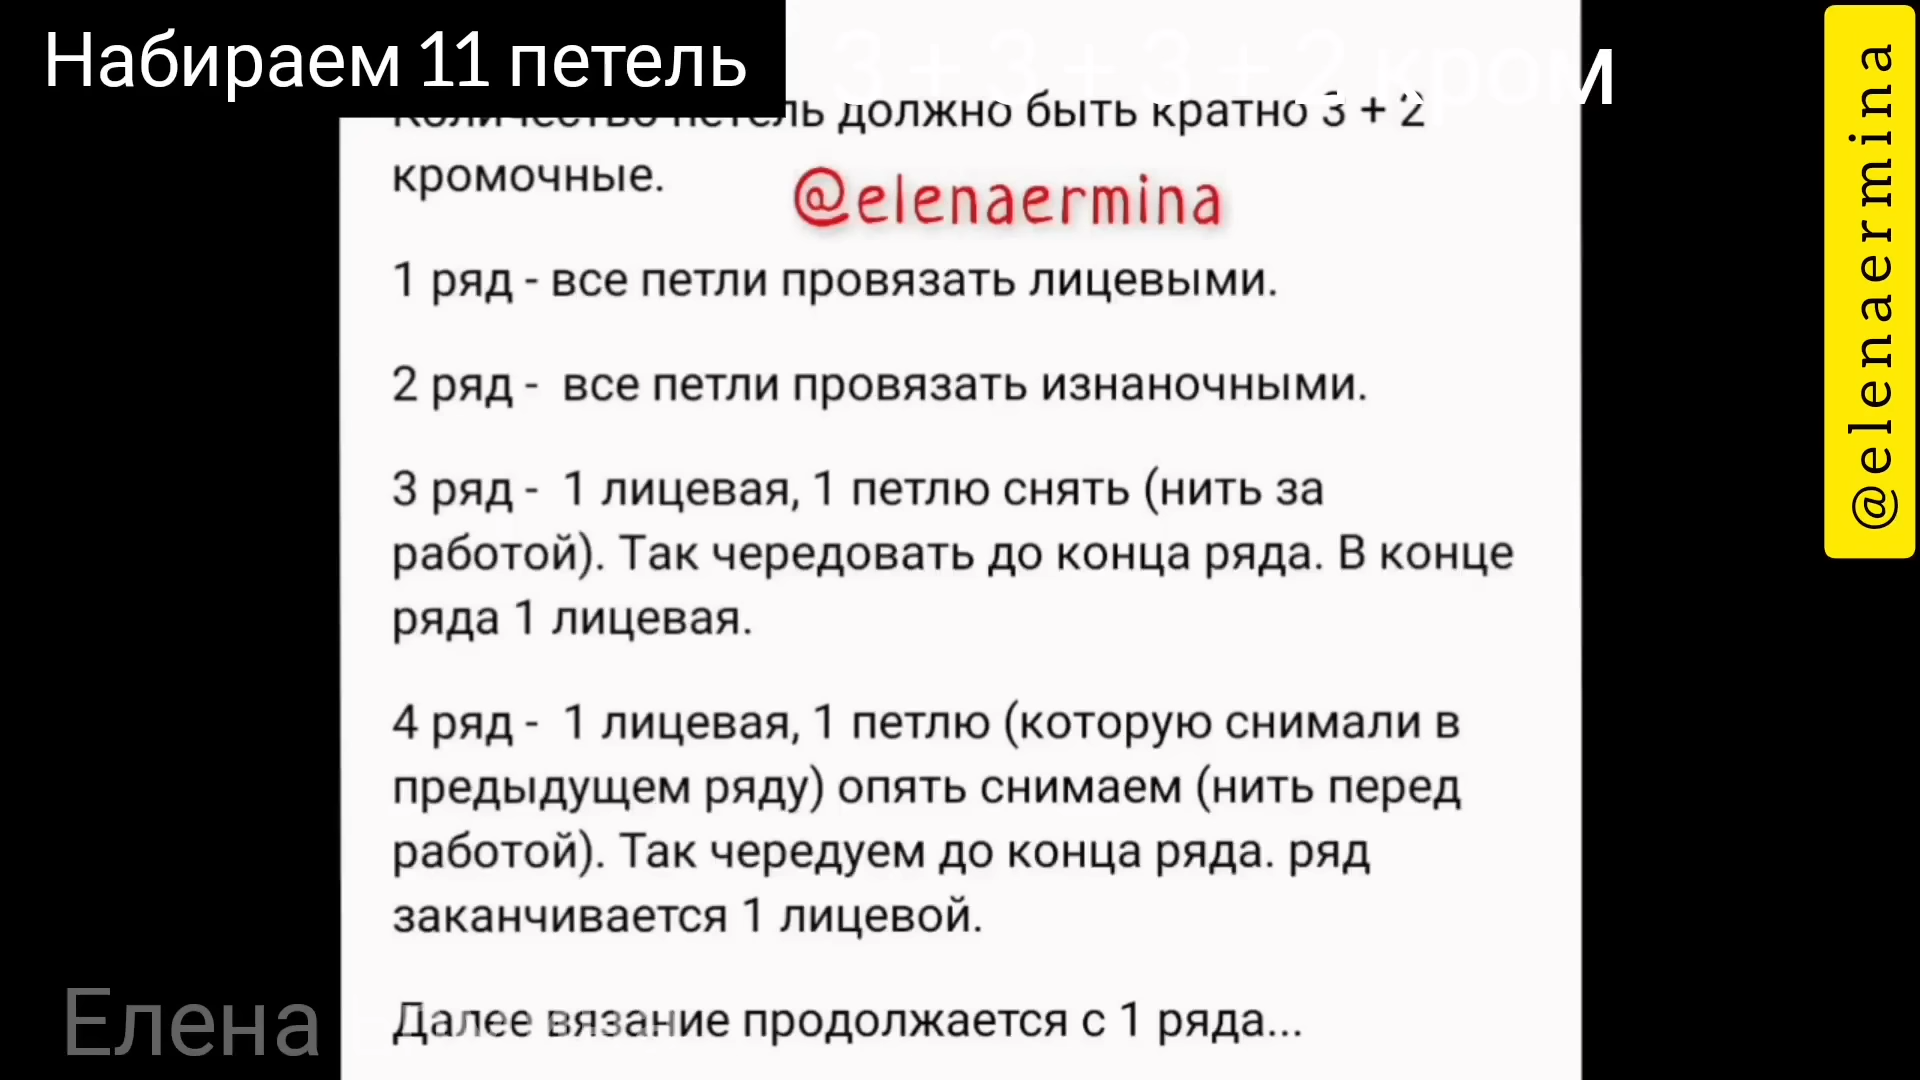 Набираем 11 петель
3 + 3 + 3 + 2 кром
Количество петель должно быть кратно 3 + 2
кромочные.
@elenaermina
1 ряд - все петли провязать лицевыми.
2 ряд - все петли провязать изнаночными.
3 ряд - 1 лицевая, 1 петлю снять (нить за
работой). Так чередовать до конца ряда. В конце
ряда 1 лицевая.
4 ряд - 1 лицевая, 1 петлю (которую снимали в
предыдущем ряду) опять снимаем (нить перед
работой). Так чередуем до конца ряда. ряд
заканчивается 1 лицевой.
Далее вязание продолжается с 1 ряда...
Елена
@elenaermina